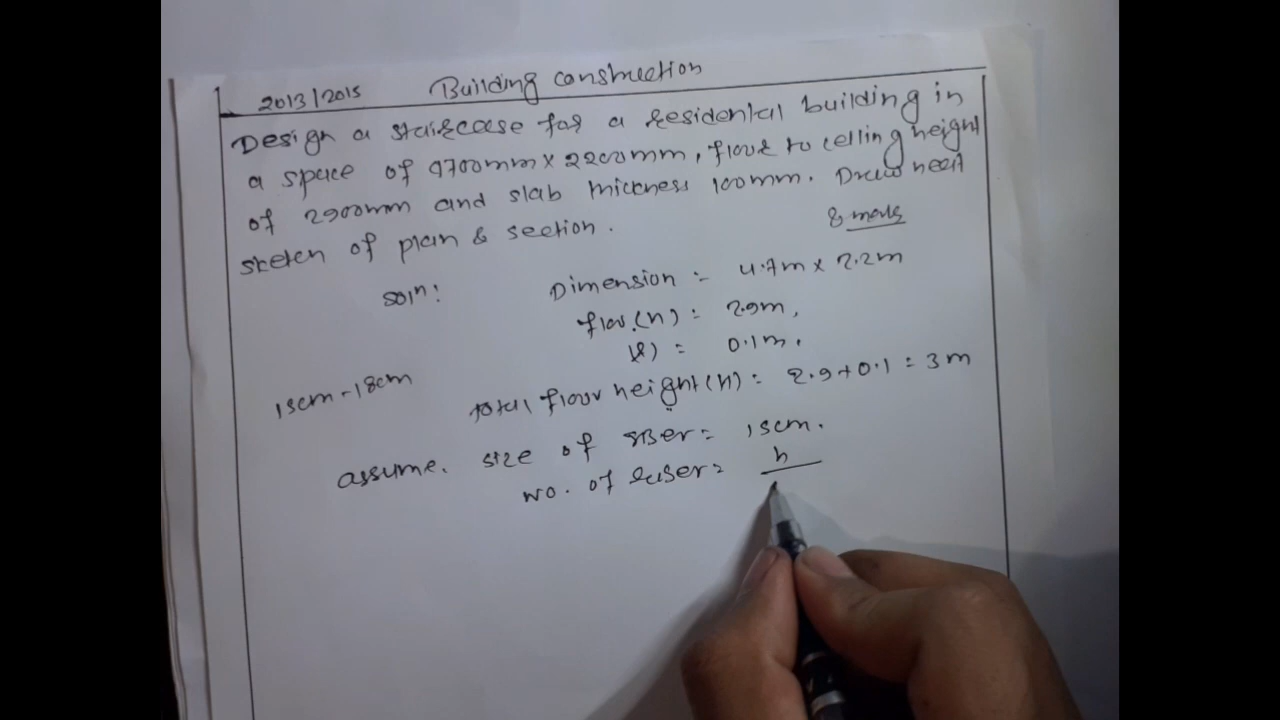 2013/2015 Building construction
Design a staircase for a residental building in
a space of 4700mm x 2200mm, floor to celling height
of 2900mm and slab thickness 100mm. Draw neat
sketch of plan & section. 8 marks
soln: Dimension :- 4.7m x 2.2m
floor(h) = 2.9m,
= 0.1m.
15cm - 18cm total floor height(h) = 2.9+0.1 = 3m
assume. size of riser = 15cm.
No. of riser = h